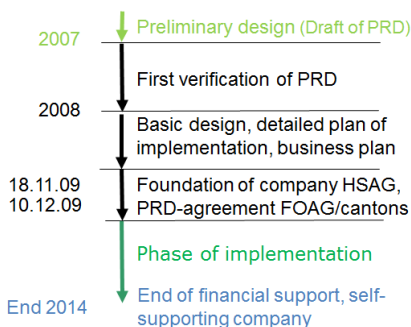 Preliminary design (Draft of PRD)
2007
First verification of PRD
2008
Basic design, detailed plan of
implementation, business plan
18.11.09
Foundation of company HSAG,
10.12.09
PRD-agreement FOAG/cantons
Phase of implementation
End 2014
End of financial support, self-
supporting company